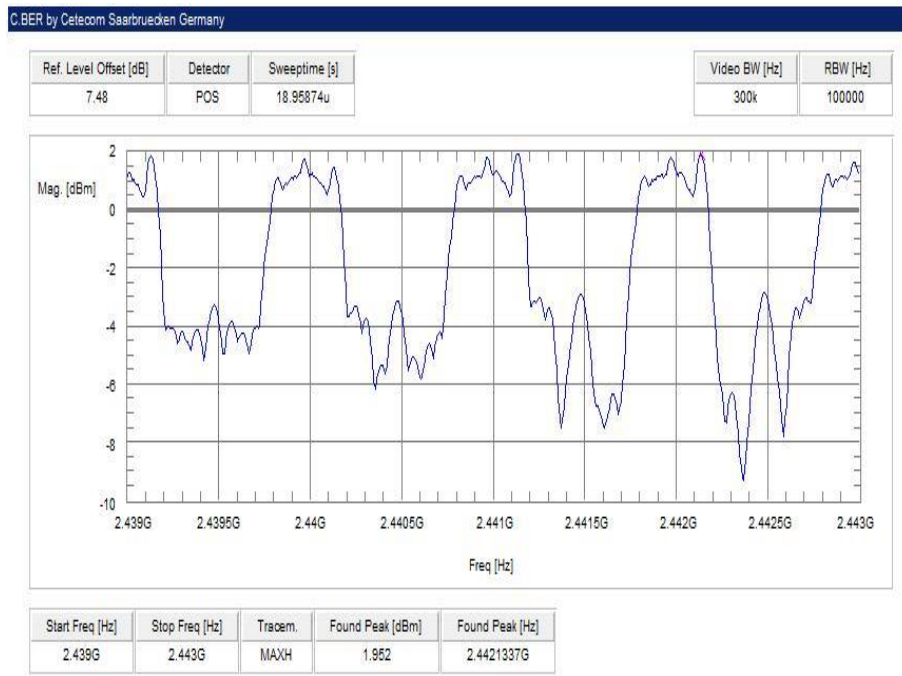 C.BER by Cetecom Saarbruecken Germany
Ref. Level Offset [dB] Detector Sweeptime [s] Video BW [Hz] RBW [Hz]
7.48 POS 18.95874u 300k 100000
Mag. [dBm]
2
0
-2
-4
-6
-8
-10
2.439G 2.4395G 2.44G 2.4405G 2.441G 2.4415G 2.442G 2.4425G 2.443G
Freq [Hz]
Start Freq [Hz] Stop Freq [Hz] Tracem. Found Peak [dBm] Found Peak [Hz]
2.439G 2.443G MAXH 1.952 2.4421337G